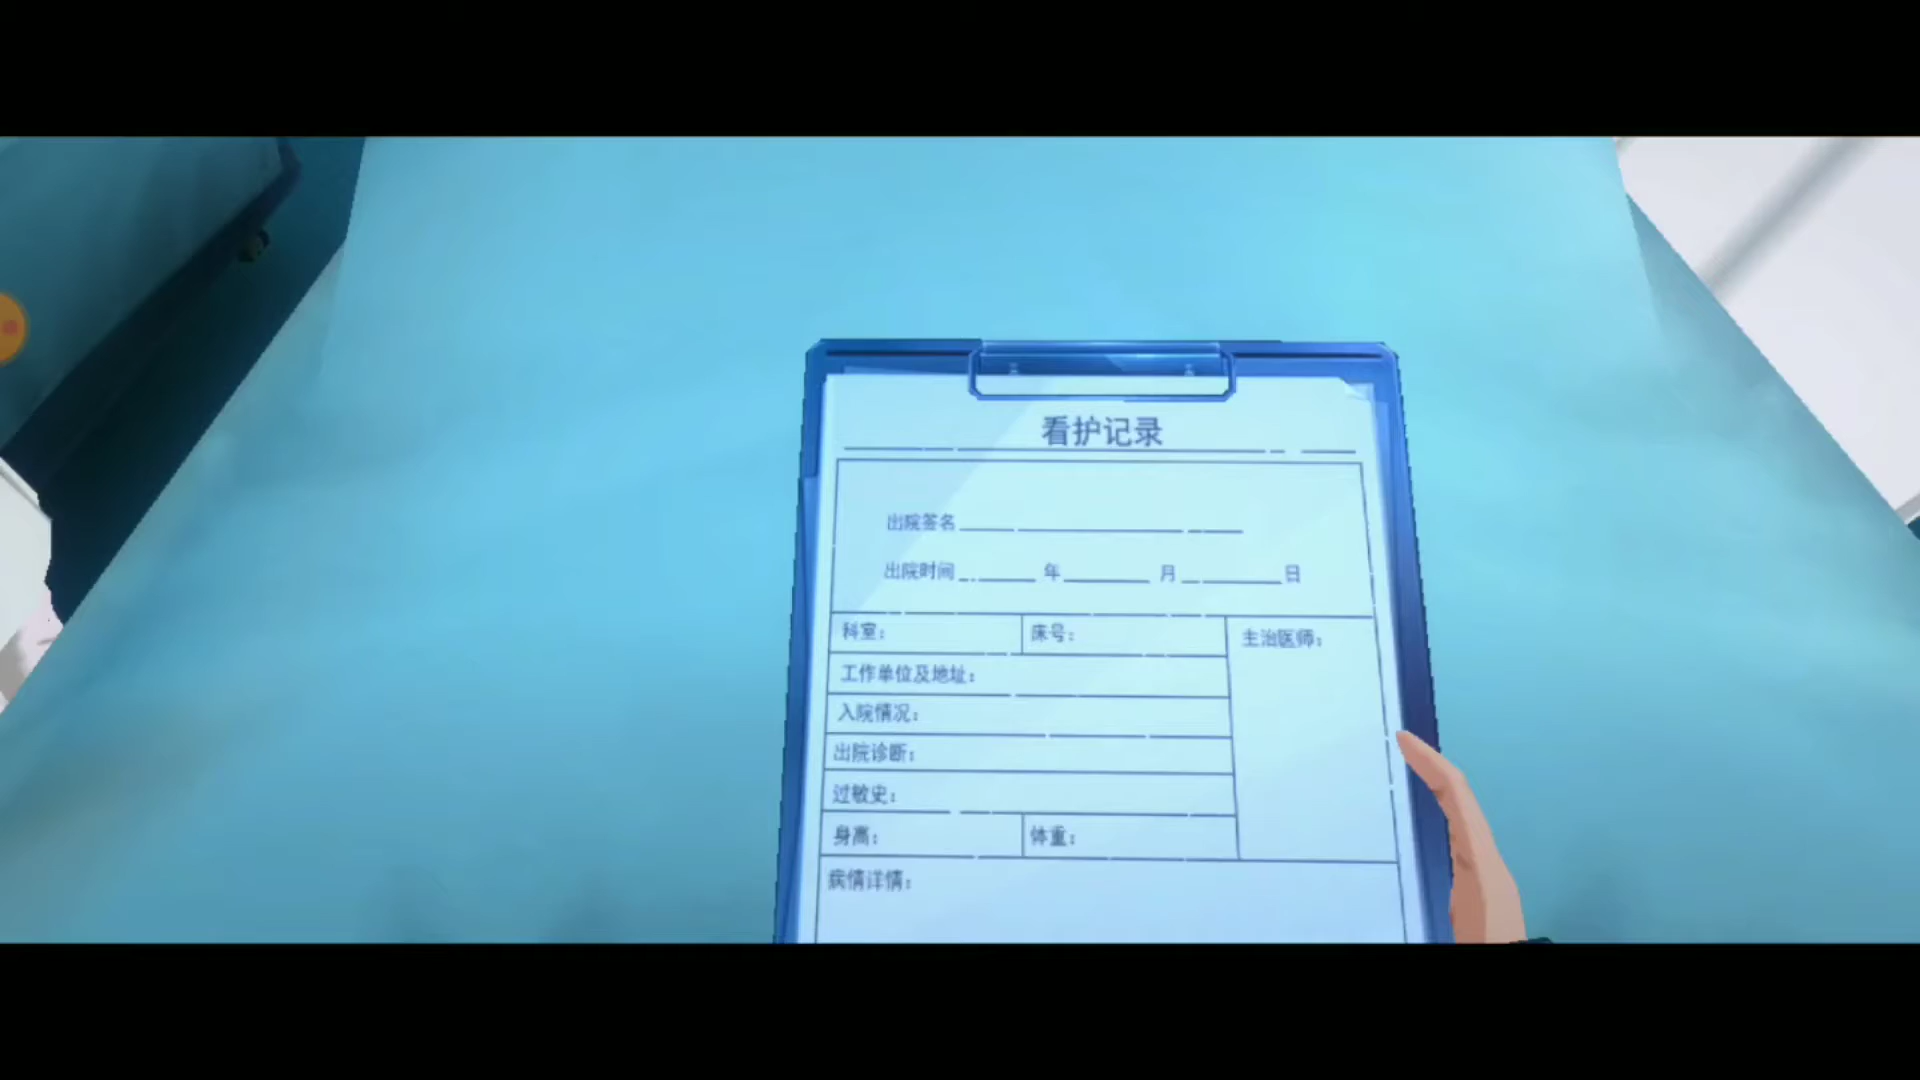 看护记录
出院签名
出院时间 年 月 日
科室： 床号： 主治医师：
工作单位及地址：
入院情况：
出院诊断：
过敏史：
身高： 体重：
病情详情：